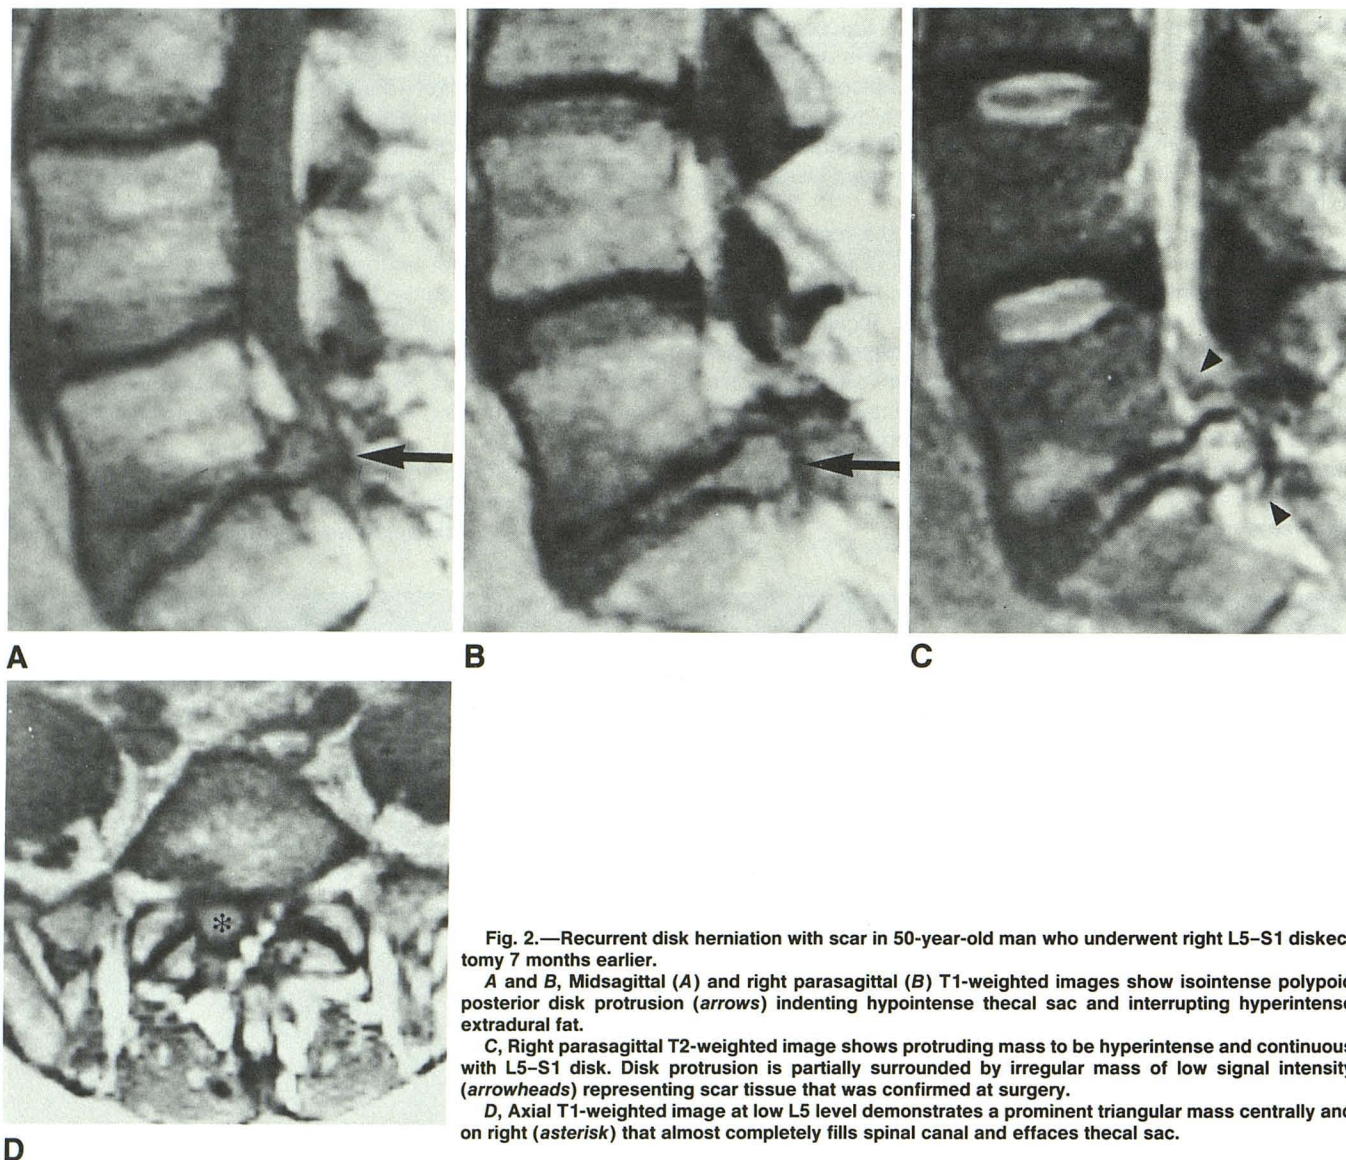 A
B
C
D
Fig. 2.—Recurrent disk herniation with scar in 50-year-old man who underwent right L5–S1 diskec
tomy 7 months earlier.
A and B, Midsagittal (A) and right parasagittal (B) T1-weighted images show isointense polypoid
posterior disk protrusion (arrows) indenting hypointense thecal sac and interrupting hyperintense
extradural fat.
C, Right parasagittal T2-weighted image shows protruding mass to be hyperintense and continuous
with L5–S1 disk. Disk protrusion is partially surrounded by irregular mass of low signal intensity
(arrowheads) representing scar tissue that was confirmed at surgery.
D, Axial T1-weighted image at low L5 level demonstrates a prominent triangular mass centrally and
on right (asterisk) that almost completely fills spinal canal and effaces thecal sac.